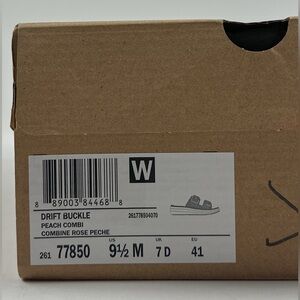 W
8 89003 84468 8
DRIFT BUCKLE
261778504070
PEACH COMBI
COMBINE ROSE PECHE
US UK EU
261 77850 9½ M 7 D 41